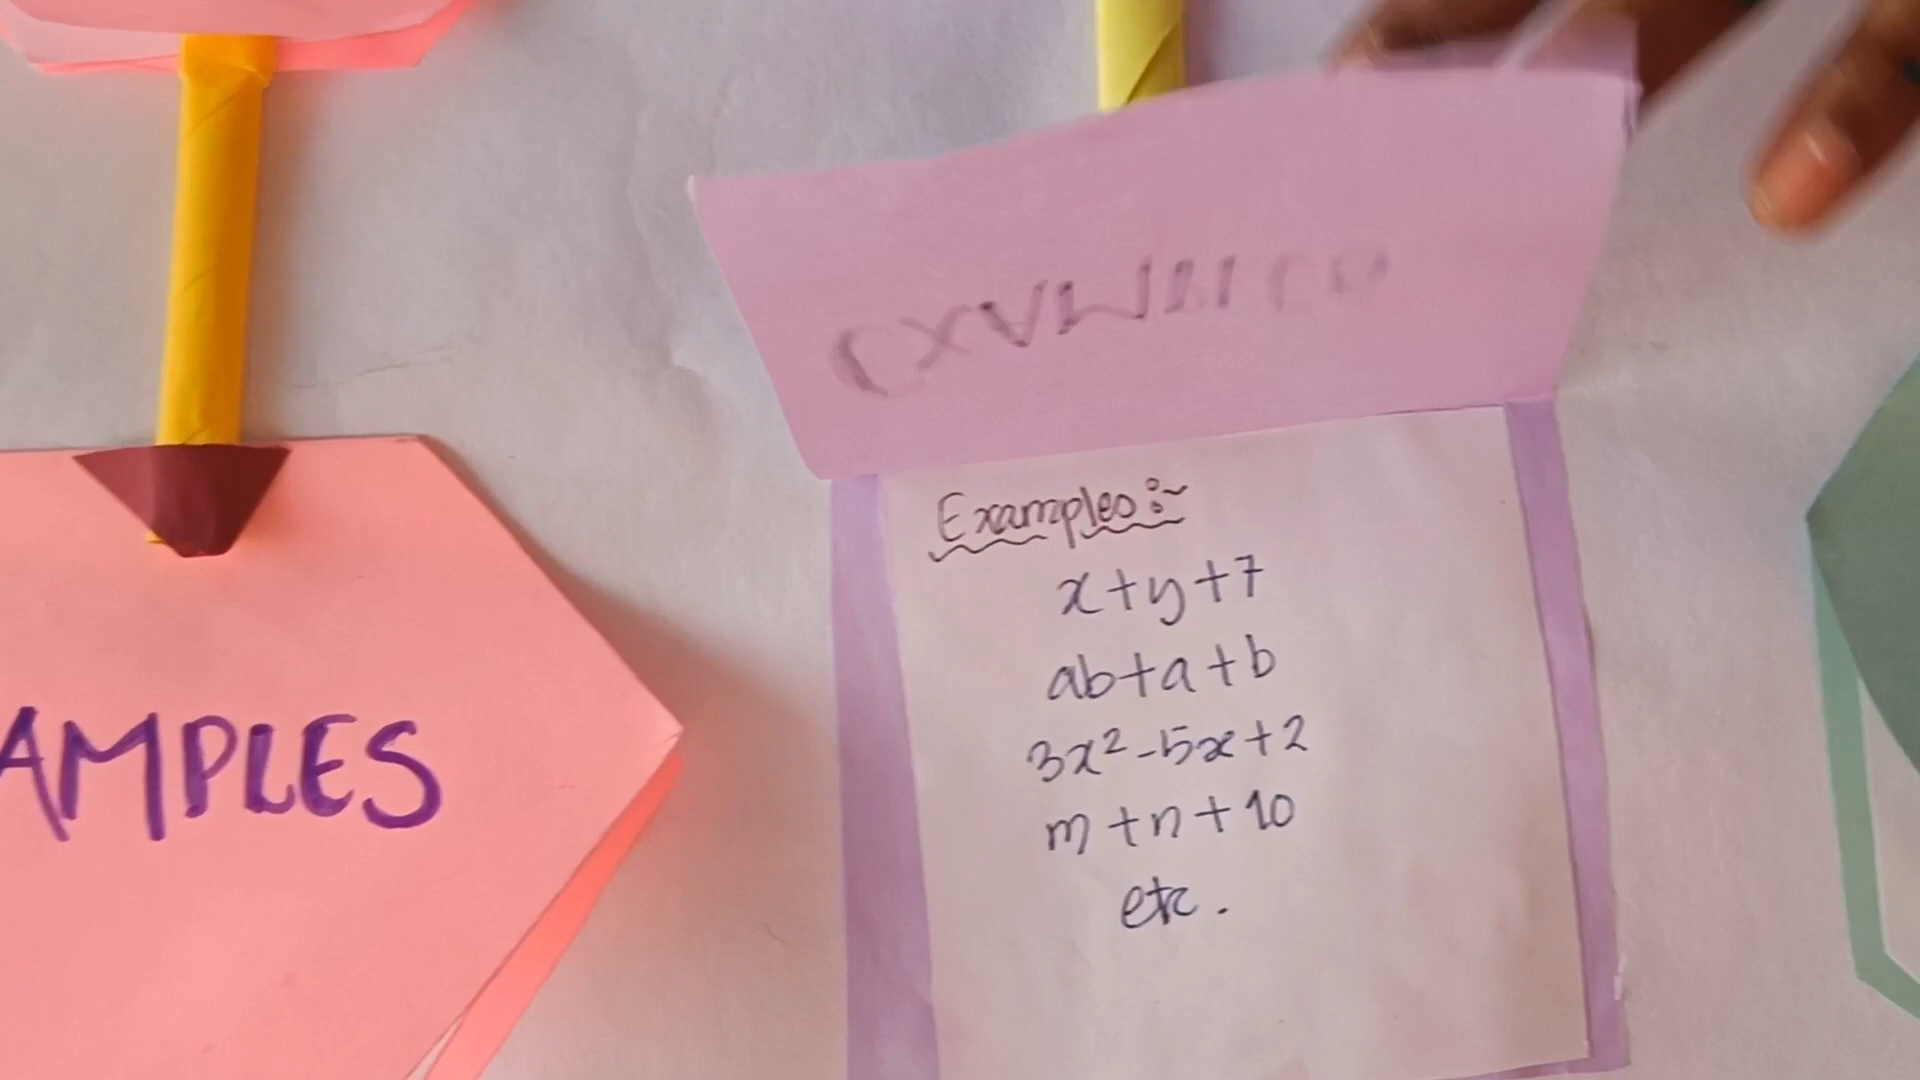 AMPLES
Examples :~
x+y+7
ab+a+b
3x²-5x+2
m+n+10
etc.